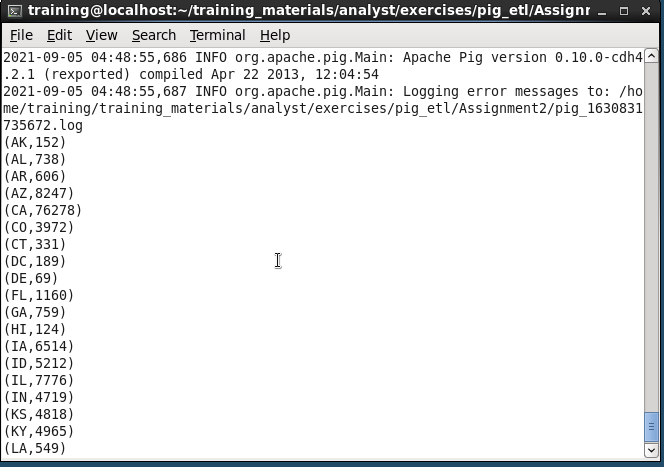 training@localhost:~/training_materials/analyst/exercises/pig_etl/Assignr
File Edit View Search Terminal Help
2021-09-05 04:48:55,686 INFO org.apache.pig.Main: Apache Pig version 0.10.0-cdh4
.2.1 (rexported) compiled Apr 22 2013, 12:04:54
2021-09-05 04:48:55,687 INFO org.apache.pig.Main: Logging error messages to: /ho
me/training/training_materials/analyst/exercises/pig_etl/Assignment2/pig_1630831
735672.log
(AK,152)
(AL,738)
(AR,606)
(AZ,8247)
(CA,76278)
(CO,3972)
(CT,331)
(DC,189)
(DE,69)
(FL,1160)
(GA,759)
(HI,124)
(IA,6514)
(ID,5212)
(IL,7776)
(IN,4719)
(KS,4818)
(KY,4965)
(LA,549)